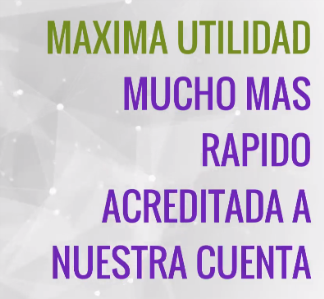 MAXIMA UTILIDAD
MUCHO MAS
RAPIDO
ACREDITADA A
NUESTRA CUENTA